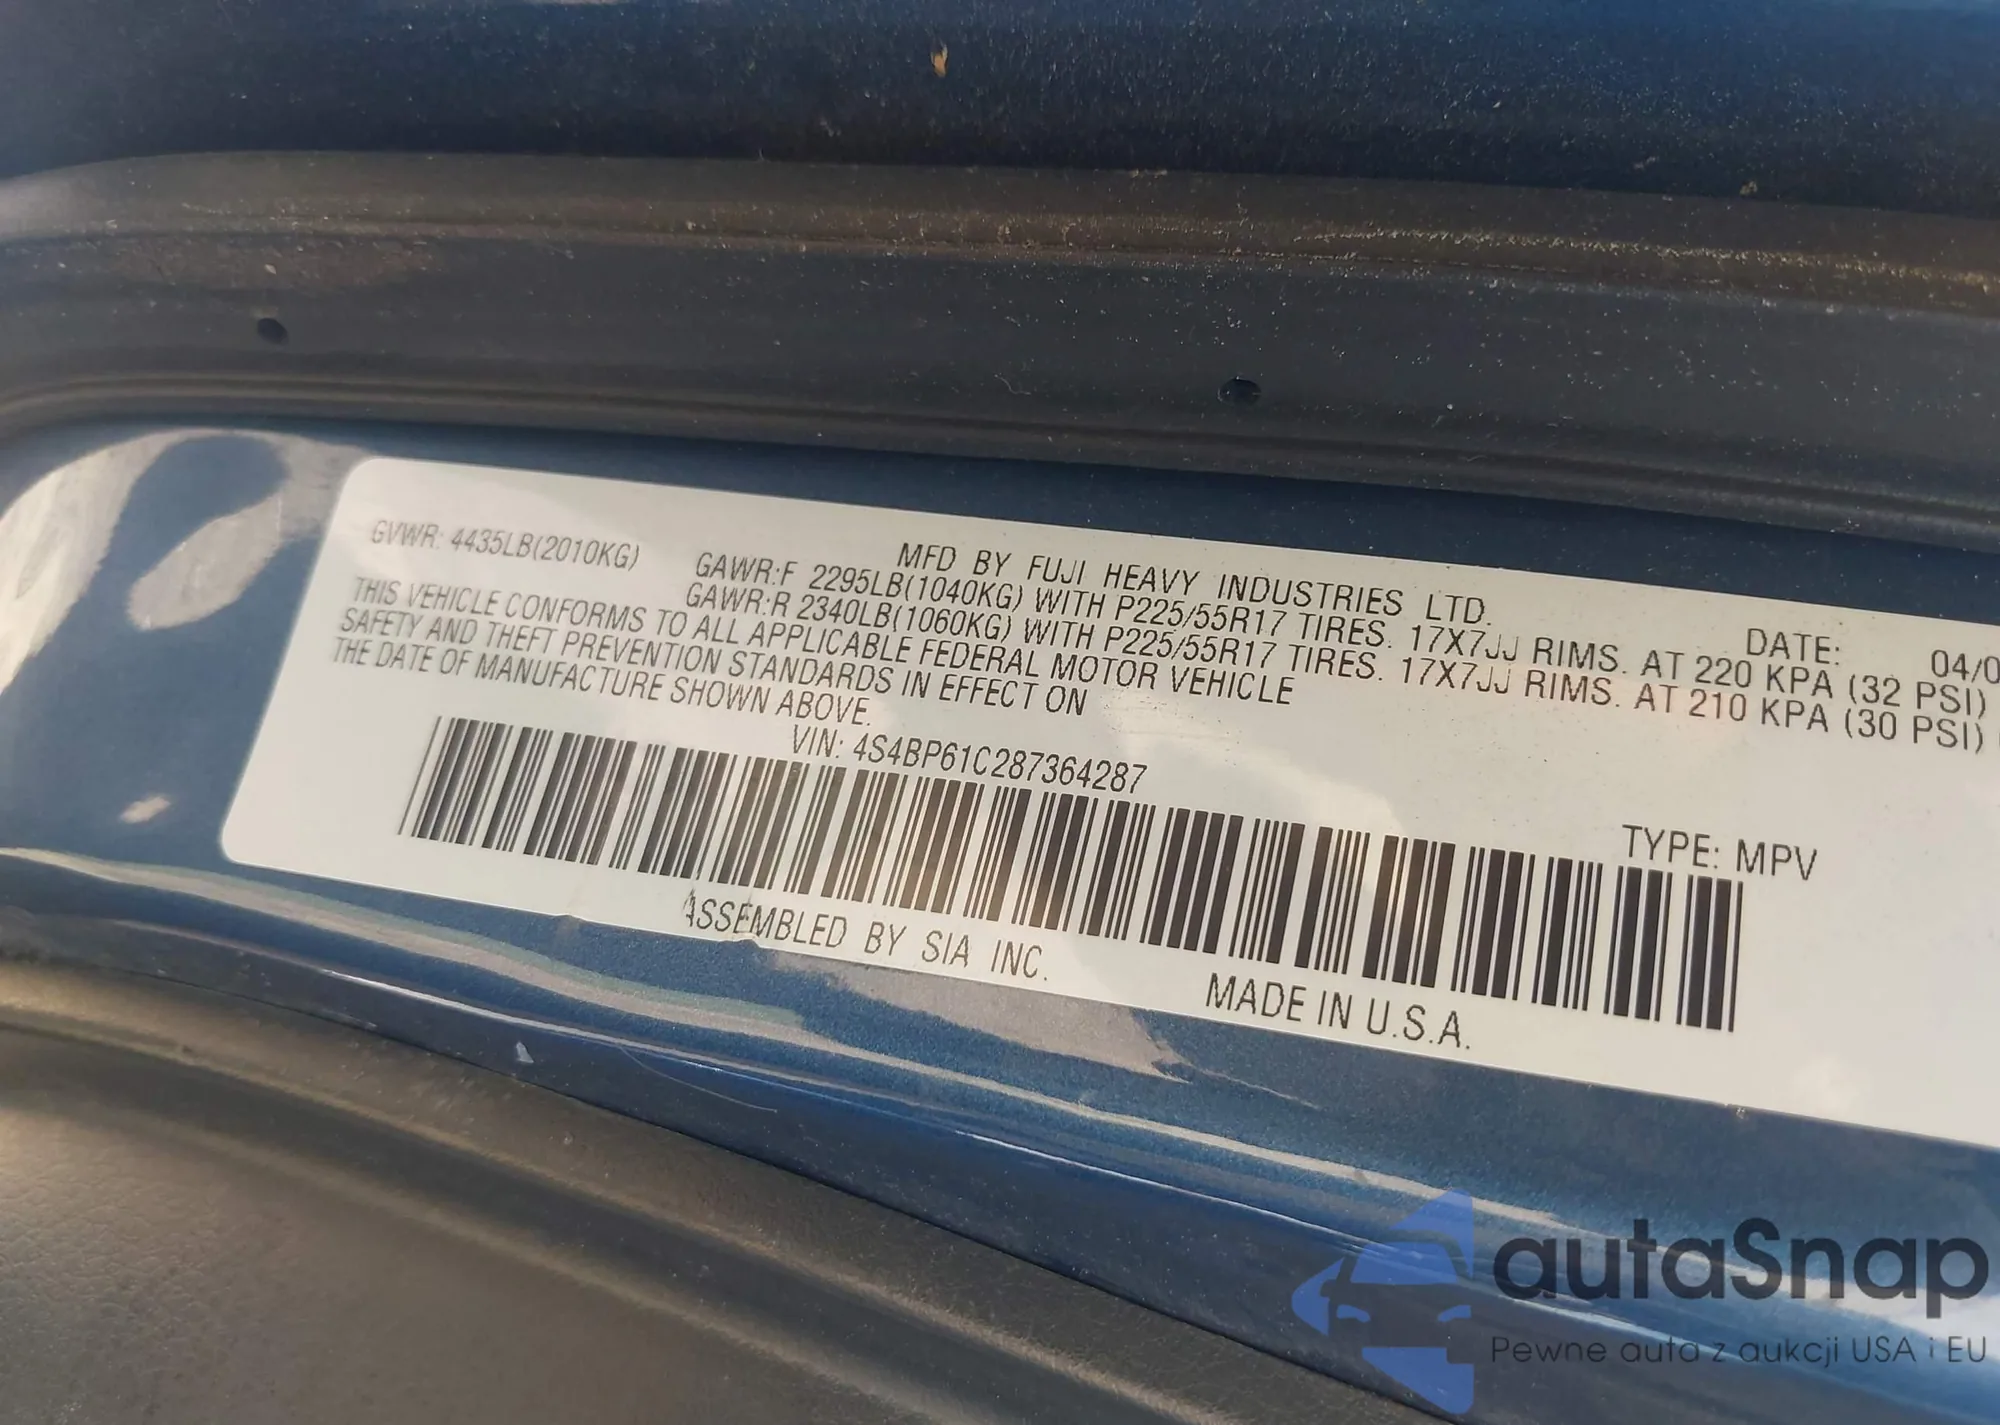 MFD BY FUJI HEAVY INDUSTRIES LTD. DATE: 04/0
GVWR: 4435LB(2010KG) GAWR:F 2295LB(1040KG) WITH P225/55R17 TIRES. 17X7JJ RIMS. AT 220 KPA (32 PSI)
GAWR:R 2340LB(1060KG) WITH P225/55R17 TIRES. 17X7JJ RIMS. AT 210 KPA (30 PSI)
THIS VEHICLE CONFORMS TO ALL APPLICABLE FEDERAL MOTOR VEHICLE
SAFETY AND THEFT PREVENTION STANDARDS IN EFFECT ON
THE DATE OF MANUFACTURE SHOWN ABOVE.
VIN: 4S4BP61C287364287 TYPE: MPV
ASSEMBLED BY SIA INC. MADE IN U.S.A.
autaSnap
Pewne auta z aukcji USA i EU